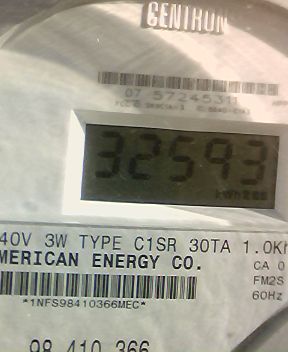 CENTRON
07 57245311
32593
kWh
40V 3W TYPE C1SR 30TA 1.0Kh
MERICAN ENERGY CO.
CA 0
FM2S
60Hz
*1NFS98410366MEC*
98 410 366